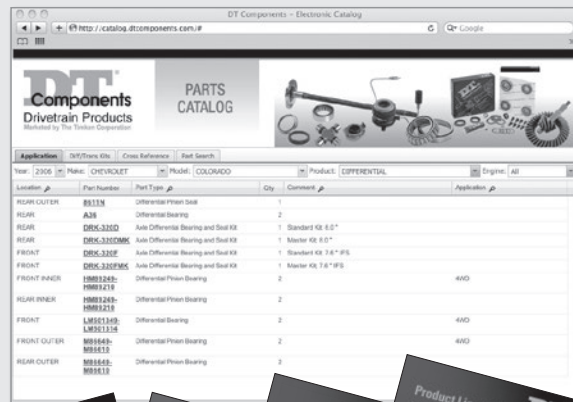 DT Components – Electronic Catalog
http://catalog.dtcomponents.com/#
Google
DT
Components
Drivetrain Products
Marketed by The Timken Corporation
PARTS
CATALOG
Application Diff/Trans Kits Cross Reference Part Search
Year: 2006 Make: CHEVROLET Model: COLORADO Product: DIFFERENTIAL Engine: All
Location Part Number Part Type Qty Comment Application
REAR OUTER 8611N Differential Pinion Seal 1
REAR A36 Differential Bearing 2
REAR DRK-320D Axle Differential Bearing and Seal Kit 1 Standard Kit: 8.0"
REAR DRK-320DMK Axle Differential Bearing and Seal Kit 1 Master Kit: 8.0"
FRONT DRK-320F Axle Differential Bearing and Seal Kit 1 Standard Kit: 7.6" IFS
FRONT DRK-320FMK Axle Differential Bearing and Seal Kit 1 Master Kit: 7.6" IFS
FRONT INNER HM88249- Differential Pinion Bearing 2 4WD
HM88210
REAR INNER HM88249- Differential Pinion Bearing 2
HM88210
FRONT LM501349- Differential Bearing 2 4WD
LM501314
FRONT OUTER M86649- Differential Pinion Bearing 2 4WD
M86610
REAR OUTER M86649- Differential Pinion Bearing
M86610
Product